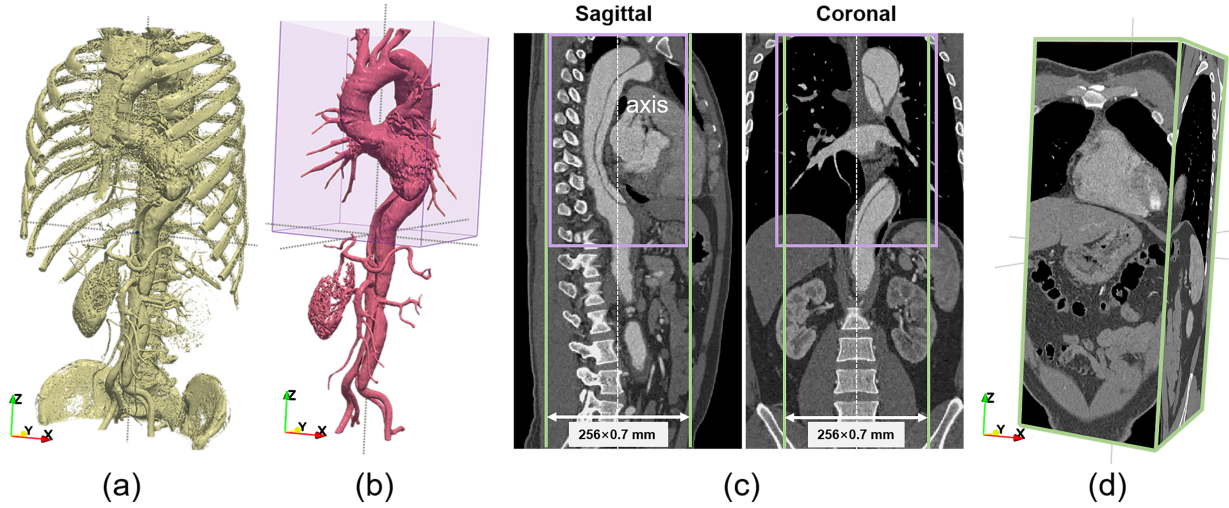 Sagittal
Coronal
axis
256×0.7 mm
256×0.7 mm
Z
Y
X
Z
Y
X
Z
Y
X
(a)
(b)
(c)
(d)